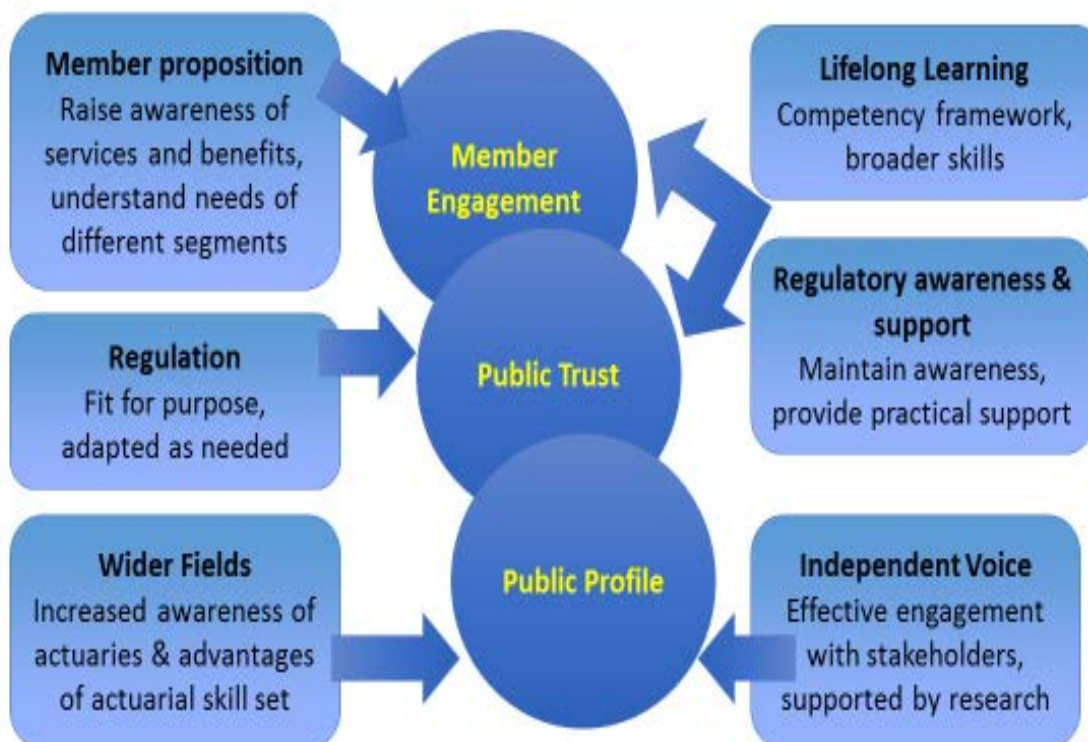 Member proposition
Raise awareness of
services and benefits,
understand needs of
different segments
Member
Engagement
Lifelong Learning
Competency framework,
broader skills
Regulation
Fit for purpose,
adapted as needed
Public Trust
Regulatory awareness &
support
Maintain awareness,
provide practical support
Wider Fields
Increased awareness of
actuaries & advantages
of actuarial skill set
Public Profile
Independent Voice
Effective engagement
with stakeholders,
supported by research